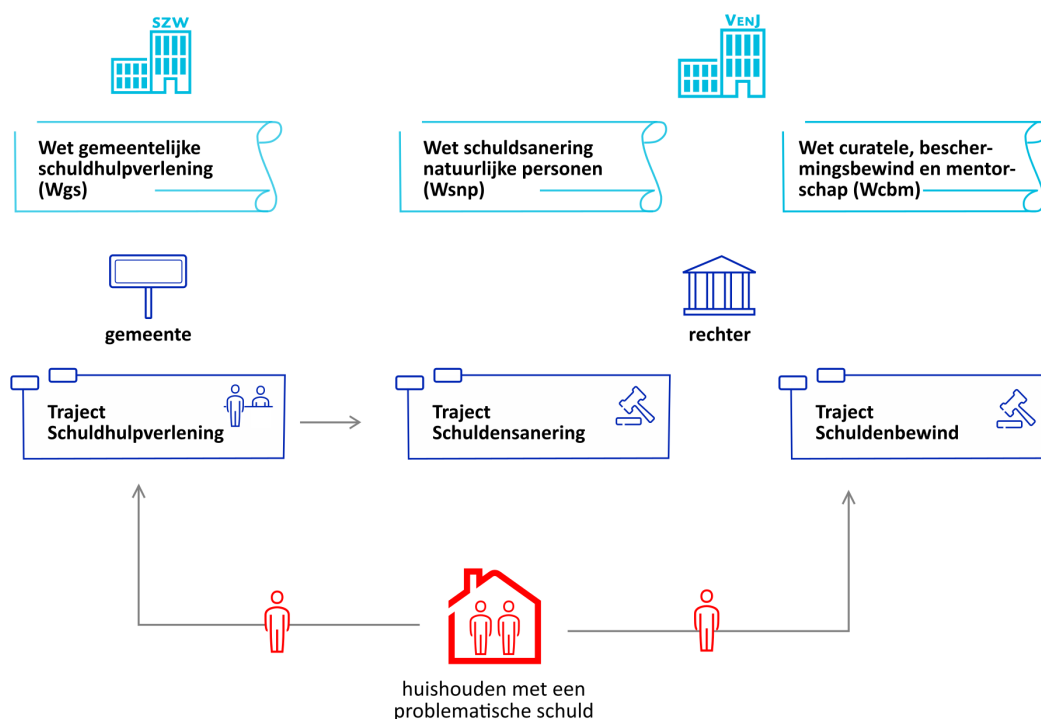 SZW
VENJ
Wet gemeentelijke
schuldhulpverlening
(Wgs)
Wet schuldsanering
natuurlijke personen
(Wsnp)
Wet curatele, bescher-
mingsbewind en mentor-
schap (Wcbm)
gemeente
rechter
Traject
Schuldhulpverlening
Traject
Schuldensanering
Traject
Schuldenbewind
huishouden met een
problematische schuld